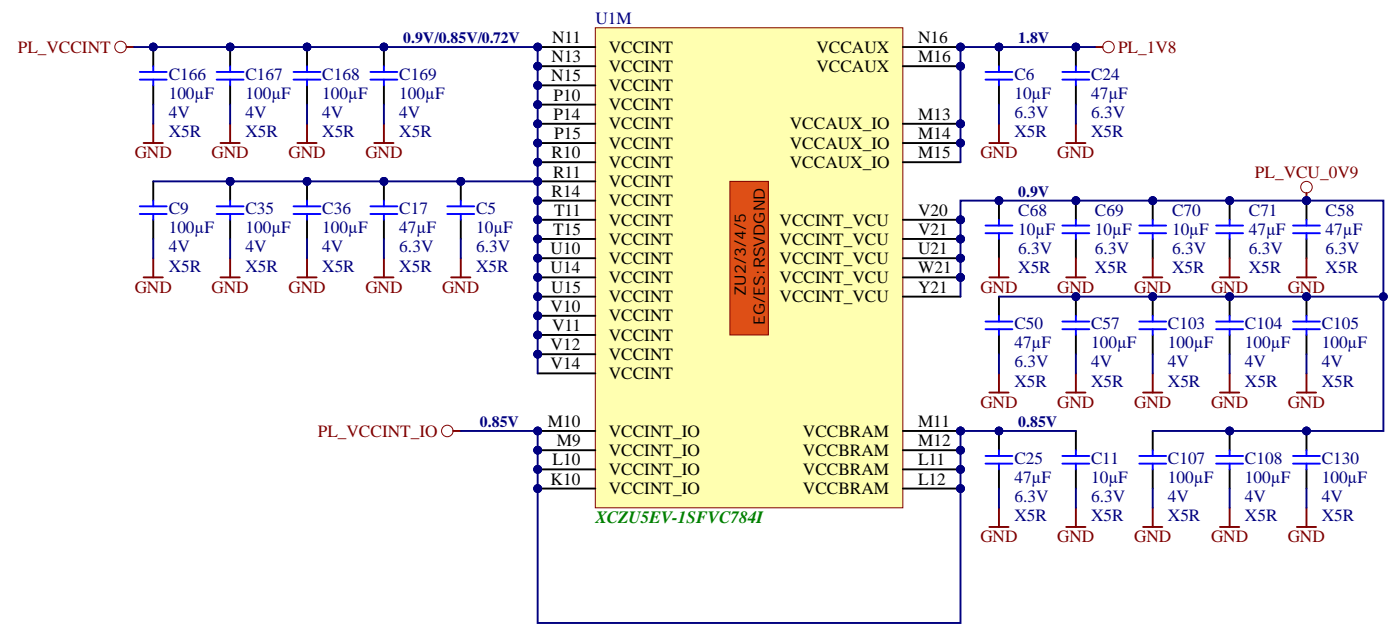 U1M
PL_VCCINT
0.9V/0.85V/0.72V
C166
100µF
4V
X5R
GND
C167
100µF
4V
X5R
GND
C168
100µF
4V
X5R
GND
C169
100µF
4V
X5R
GND
C9
100µF
4V
X5R
GND
C35
100µF
4V
X5R
GND
C36
100µF
4V
X5R
GND
C17
47µF
6.3V
X5R
GND
C5
10µF
6.3V
X5R
GND
N11 VCCINT
N13 VCCINT
N15 VCCINT
P10 VCCINT
P14 VCCINT
P15 VCCINT
R10 VCCINT
R11 VCCINT
R14 VCCINT
T11 VCCINT
T15 VCCINT
U10 VCCINT
U14 VCCINT
U15 VCCINT
V10 VCCINT
V11 VCCINT
V12 VCCINT
V14 VCCINT
PL_VCCINT_IO
0.85V
M10 VCCINT_IO
M9 VCCINT_IO
L10 VCCINT_IO
K10 VCCINT_IO
ZU2/3/4/5
EG/ES:RSVDGND
VCCAUX N16
VCCAUX M16
VCCAUX_IO M13
VCCAUX_IO M14
VCCAUX_IO M15
VCCINT_VCU V20
VCCINT_VCU V21
VCCINT_VCU U21
VCCINT_VCU W21
VCCINT_VCU Y21
VCCBRAM M11
VCCBRAM M12
VCCBRAM L11
VCCBRAM L12
XCZU5EV-1SFVC784I
1.8V
PL_1V8
C6
10µF
6.3V
X5R
GND
C24
47µF
6.3V
X5R
GND
PL_VCU_0V9
0.9V
C68
10µF
6.3V
X5R
GND
C69
10µF
6.3V
X5R
GND
C70
10µF
6.3V
X5R
GND
C71
47µF
6.3V
X5R
GND
C58
47µF
6.3V
X5R
GND
C50
47µF
6.3V
X5R
GND
C57
100µF
4V
X5R
GND
C103
100µF
4V
X5R
GND
C104
100µF
4V
X5R
GND
C105
100µF
4V
X5R
GND
0.85V
C25
47µF
6.3V
X5R
GND
C11
10µF
6.3V
X5R
GND
C107
100µF
4V
X5R
GND
C108
100µF
4V
X5R
GND
C130
100µF
4V
X5R
GND